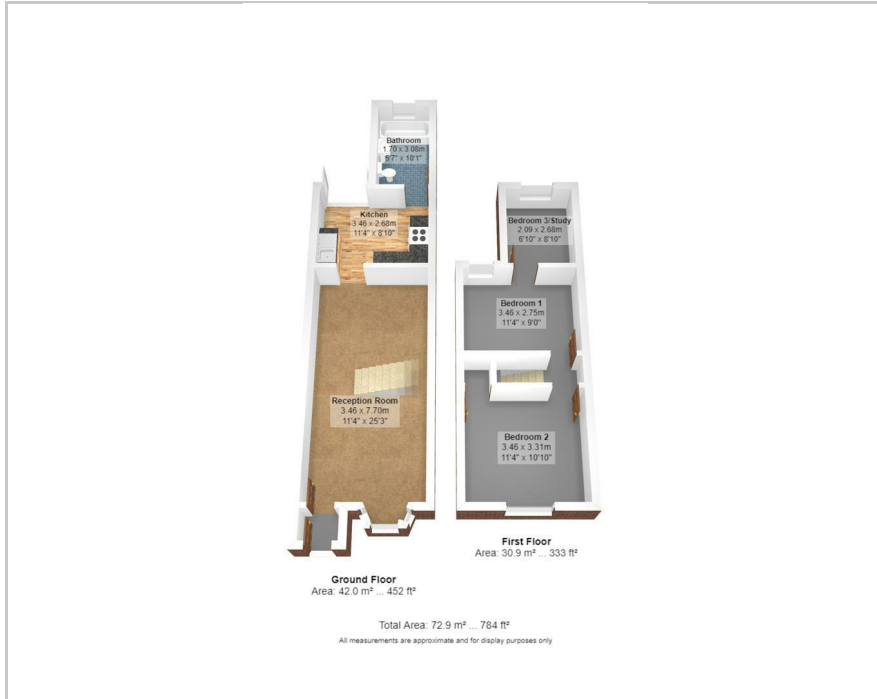 Bathroom
1.70 x 3.08m
5'7" x 10'1"
Kitchen
3.46 x 2.68m
11'4" x 8'10"
Reception Room
3.46 x 7.70m
11'4" x 25'3"
Bedroom 3/Study
2.09 x 2.68m
6'10" x 8'10"
Bedroom 1
3.46 x 2.75m
11'4" x 9'0"
Bedroom 2
3.46 x 3.31m
11'4" x 10'10"
First Floor
Area: 30.9 m² ... 333 ft²
Ground Floor
Area: 42.0 m² ... 452 ft²
Total Area: 72.9 m² ... 784 ft²
All measurements are approximate and for display purposes only